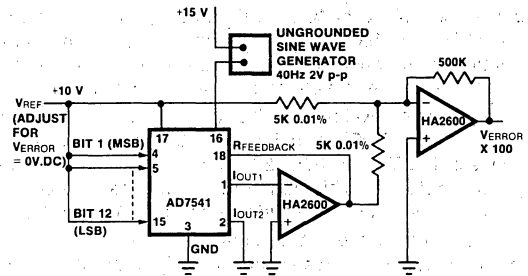 +15 V
UNGROUNDED
SINE WAVE
GENERATOR
40Hz 2V p-p
+10 V
VREF
(ADJUST
FOR
VERROR
= 0V.DC)
BIT 1 (MSB)
BIT 12
(LSB)
17
16
4
5
15
18
1
2
3
AD7541
GND
RFEEDBACK
IOUT1
IOUT2
5K 0.01%
5K 0.01%
HA2600
500K
HA2600
VERROR
X 100
−
+
−
+